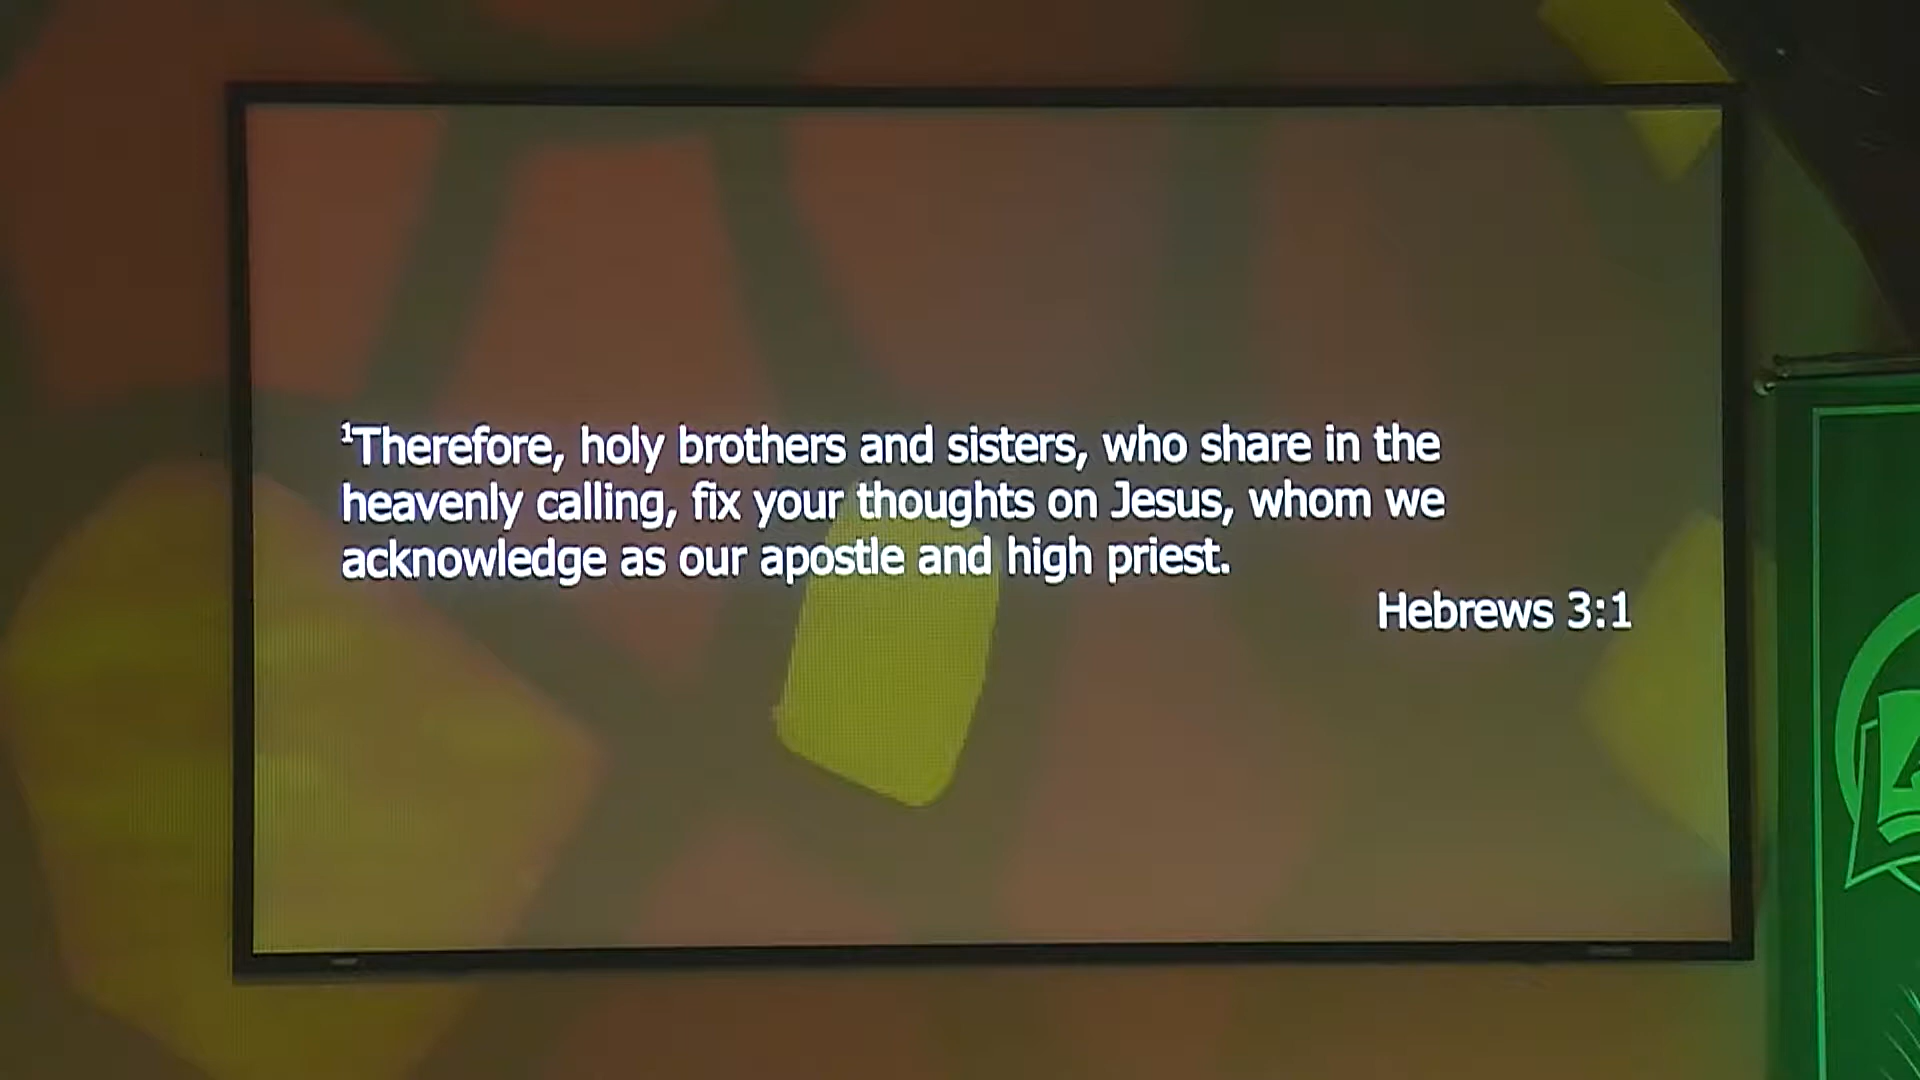 ¹Therefore, holy brothers and sisters, who share in the
heavenly calling, fix your thoughts on Jesus, whom we
acknowledge as our apostle and high priest.
Hebrews 3:1